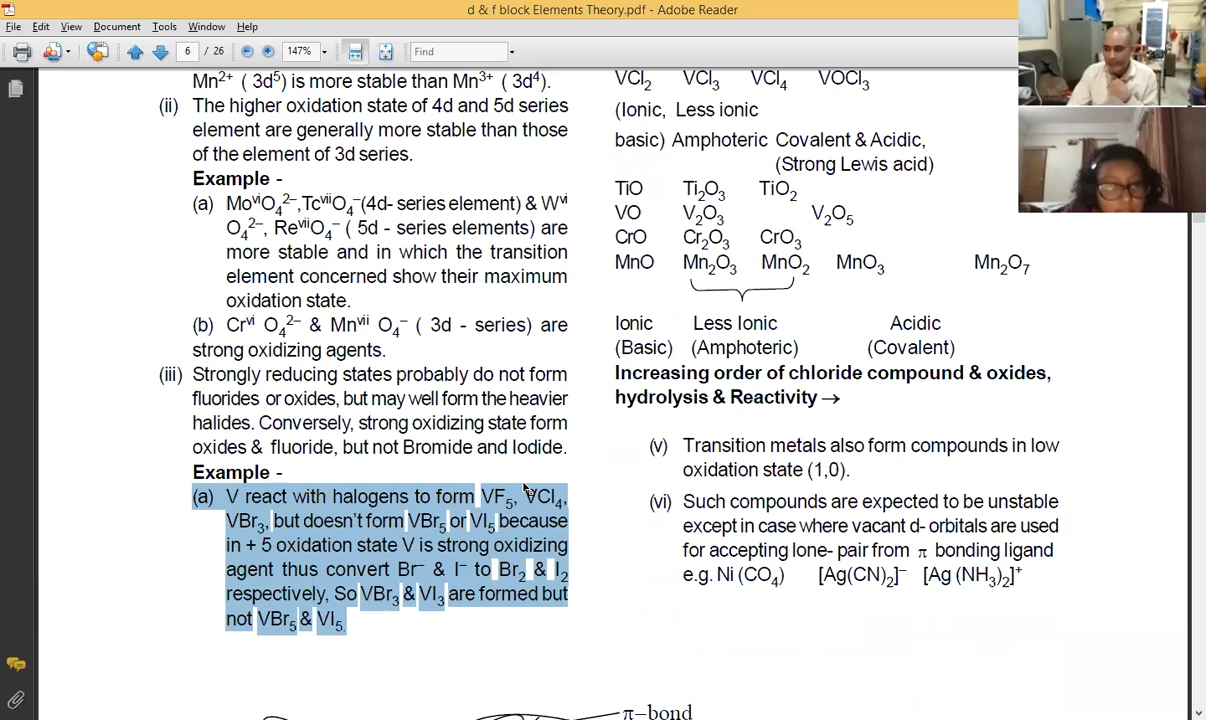 d & f block Elements Theory.pdf - Adobe Reader
File Edit View Document Tools Window Help
6 / 26 147% Find
Mn2+ ( 3d5) is more stable than Mn3+ ( 3d4).
(ii) The higher oxidation state of 4d and 5d series
element are generally more stable than those
of the element of 3d series.
Example -
(a) MoviO42–,TcviiO4–(4d- series element) & Wvi
O42–, ReviiO4– ( 5d - series elements) are
more stable and in which the transition
element concerned show their maximum
oxidation state.
(b) Crvi O42– & Mnvii O4– ( 3d - series) are
strong oxidizing agents.
(iii) Strongly reducing states probably do not form
fluorides or oxides, but may well form the heavier
halides. Conversely, strong oxidizing state form
oxides & fluoride, but not Bromide and Iodide.
Example -
(a) V react with halogens to form VF5, VCl4,
VBr3, but doesn't form VBr5 or VI5 because
in + 5 oxidation state V is strong oxidizing
agent thus convert Br– & I– to Br2 & I2
respectively, So VBr3 & VI3 are formed but
not VBr5 & VI5.
VCl2 VCl3 VCl4 VOCl3
(Ionic, Less ionic
basic) Amphoteric Covalent & Acidic,
(Strong Lewis acid)
TiO Ti2O3 TiO2
VO V2O3 V2O5
CrO Cr2O3 CrO3
MnO Mn2O3 MnO2 MnO3 Mn2O7
Ionic Less Ionic Acidic
(Basic) (Amphoteric) (Covalent)
Increasing order of chloride compound & oxides,
hydrolysis & Reactivity →
(v) Transition metals also form compounds in low
oxidation state (1,0).
(vi) Such compounds are expected to be unstable
except in case where vacant d- orbitals are used
for accepting lone- pair from π bonding ligand
e.g. Ni (CO4) [Ag(CN)2]– [Ag (NH3)2]+
π−bond